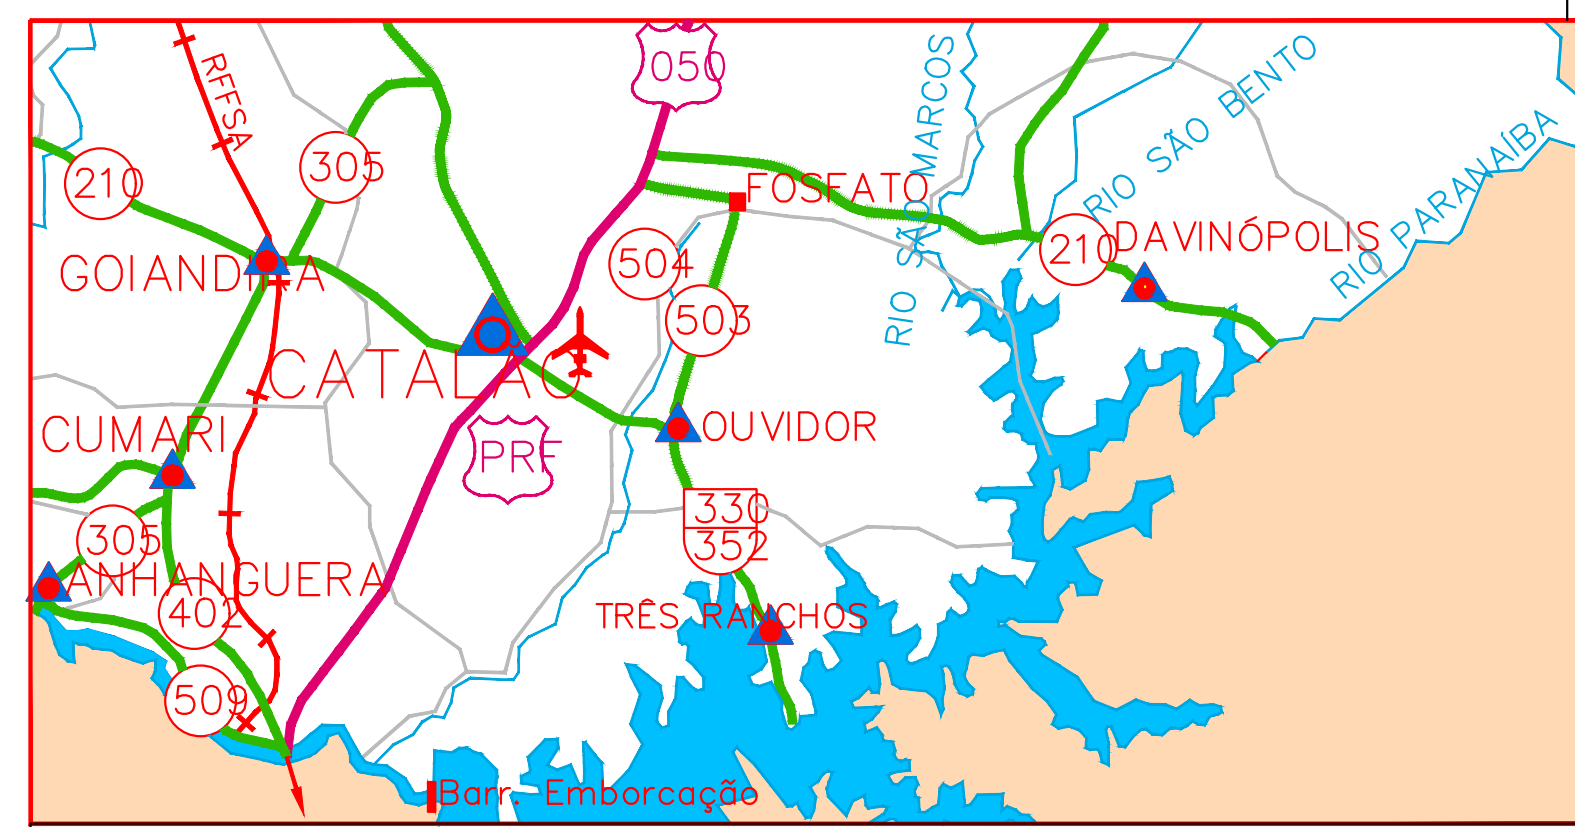 050
RFFSA
RIO SÃO MARCOS
RIO SÃO BENTO
RIO PARANAÍBA
210
305
FOSFATO
210
DAVINÓPOLIS
504
GOIANDIRA
503
CATALÃO
CUMARI
OUVIDOR
PRF
330
352
305
ANHANGUERA
402
TRÊS RANCHOS
509
Barr. Emborcação